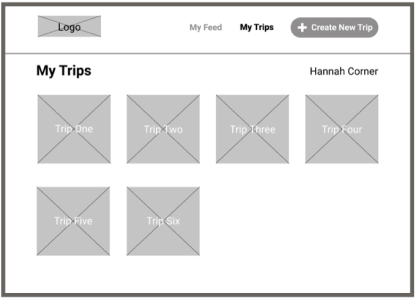 Logo My Feed My Trips + Create New Trip
My Trips Hannah Corner
Trip One Trip Two Trip Three Trip Four
Trip Five Trip Six